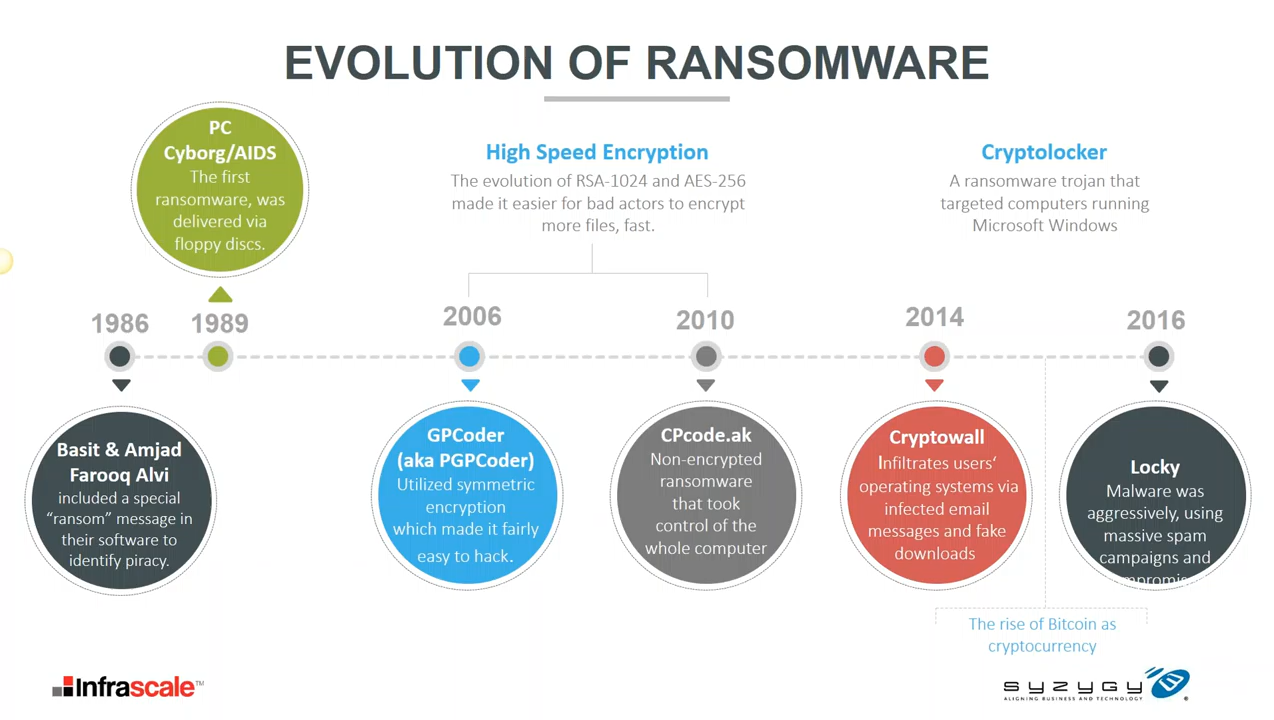 EVOLUTION OF RANSOMWARE
PC
Cyborg/AIDS
The first
ransomware, was
delivered via
floppy discs.
High Speed Encryption
The evolution of RSA-1024 and AES-256
made it easier for bad actors to encrypt
more files, fast.
Cryptolocker
A ransomware trojan that
targeted computers running
Microsoft Windows
1986
1989
2006
2010
2014
2016
Basit & Amjad
Farooq Alvi
included a special
“ransom” message in
their software to
identify piracy.
GPCoder
(aka PGPCoder)
Utilized symmetric
encryption
which made it fairly
easy to hack.
CPcode.ak
Non-encrypted
ransomware
that took
control of the
whole computer
Cryptowall
Infiltrates users‘
operating systems via
infected email
messages and fake
downloads
Locky
Malware was
aggressively, using
massive spam
campaigns and
The rise of Bitcoin as
cryptocurrency
Infrascale™
SYZYGY
ALIGNING BUSINESS AND TECHNOLOGY